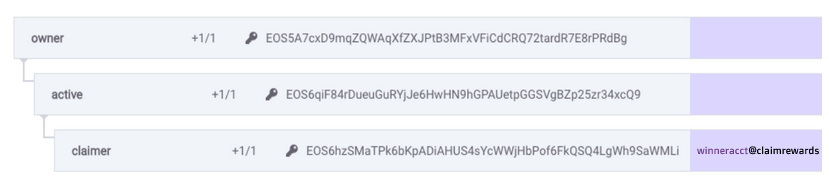 owner +1/1 EOS5A7cxD9mqZQWAqXfZXJPtB3MFxVFiCdCRQ72tardR7E8rPRdBg
active +1/1 EOS6qiF84rDueuGuRYjJe6HwHN9hGPAUetpGGSVgBZp25zr34xcQ9
claimer +1/1 EOS6hzSMaTPk6bKpADiAHUS4sYcWWjHbPof6FkQSQ4LgWh9SaWMLi winneracct@claimrewards